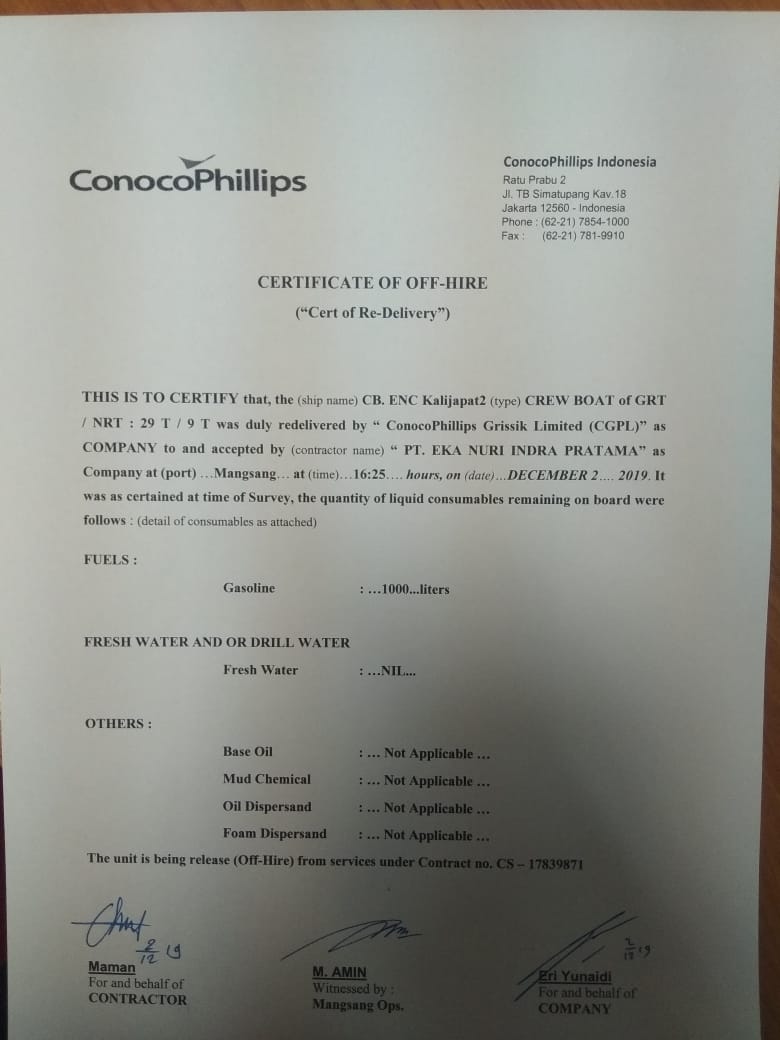 ConocoPhillips
ConocoPhillips Indonesia
Ratu Prabu 2
Jl. TB Simatupang Kav.18
Jakarta 12560 - Indonesia
Phone : (62-21) 7854-1000
Fax : (62-21) 781-9910
CERTIFICATE OF OFF-HIRE
(“Cert of Re-Delivery”)
THIS IS TO CERTIFY that, the (ship name) CB. ENC Kalijapat2 (type) CREW BOAT of GRT
/ NRT : 29 T / 9 T was duly redelivered by “ ConocoPhillips Grissik Limited (CGPL)” as
COMPANY to and accepted by (contractor name) “ PT. EKA NURI INDRA PRATAMA” as
Company at (port) …Mangsang… at (time)…16:25…. hours, on (date)…DECEMBER 2…. 2019. It
was as certained at time of Survey, the quantity of liquid consumables remaining on board were
follows : (detail of consumables as attached)
FUELS :
Gasoline : …1000...liters
FRESH WATER AND OR DRILL WATER
Fresh Water : …NIL...
OTHERS :
Base Oil : … Not Applicable …
Mud Chemical : … Not Applicable …
Oil Dispersand : … Not Applicable …
Foam Dispersand : … Not Applicable …
The unit is being release (Off-Hire) from services under Contract no. CS – 17839871
2/12 19
2/12 19
Maman
For and behalf of
CONTRACTOR
M. AMIN
Witnessed by :
Mangsang Ops.
Eri Yunaidi
For and behalf of
COMPANY